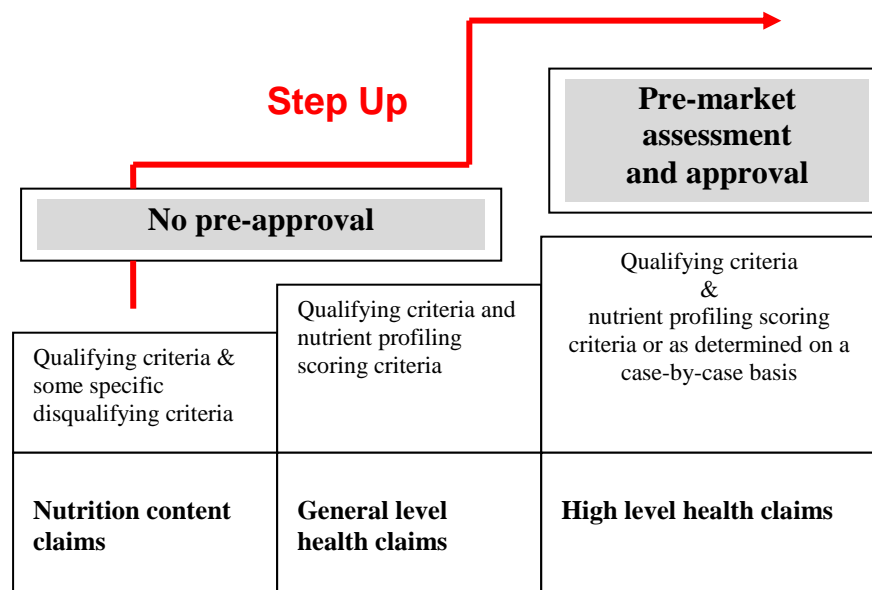 Step Up
Pre-market
assessment
and approval
No pre-approval
Qualifying criteria &
some specific
disqualifying criteria
Qualifying criteria and
nutrient profiling
scoring criteria
Qualifying criteria
&
nutrient profiling scoring
criteria or as determined on a
case-by-case basis
Nutrition content
claims
General level
health claims
High level health claims